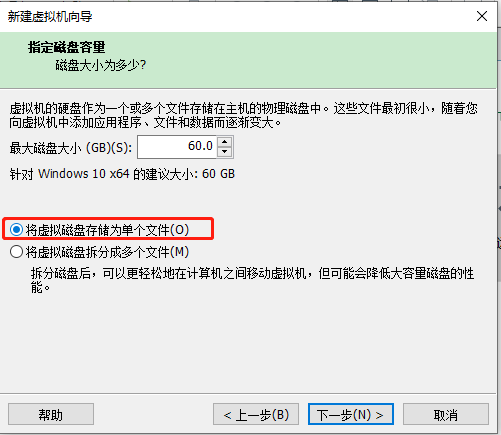 新建虚拟机向导
指定磁盘容量
磁盘大小为多少?
虚拟机的硬盘作为一个或多个文件存储在主机的物理磁盘中。这些文件最初很小，随着您
向虚拟机中添加应用程序、文件和数据而逐渐变大。
最大磁盘大小 (GB)(S): 60.0
针对 Windows 10 x64 的建议大小: 60 GB
将虚拟磁盘存储为单个文件(O)
将虚拟磁盘拆分成多个文件(M)
拆分磁盘后，可以更轻松地在计算机之间移动虚拟机，但可能会降低大容量磁盘的性
能。
帮助 < 上一步(B) 下一步(N) > 取消